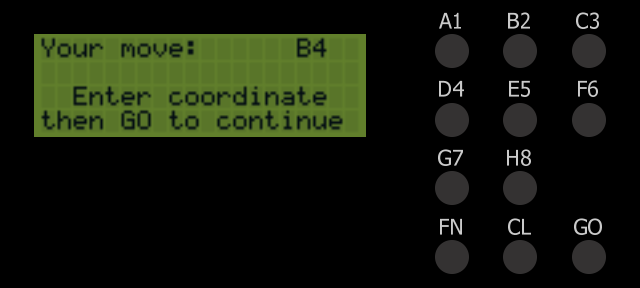 Your move: B4
Enter coordinate
then GO to continue
A1 B2 C3
D4 E5 F6
G7 H8
FN CL GO